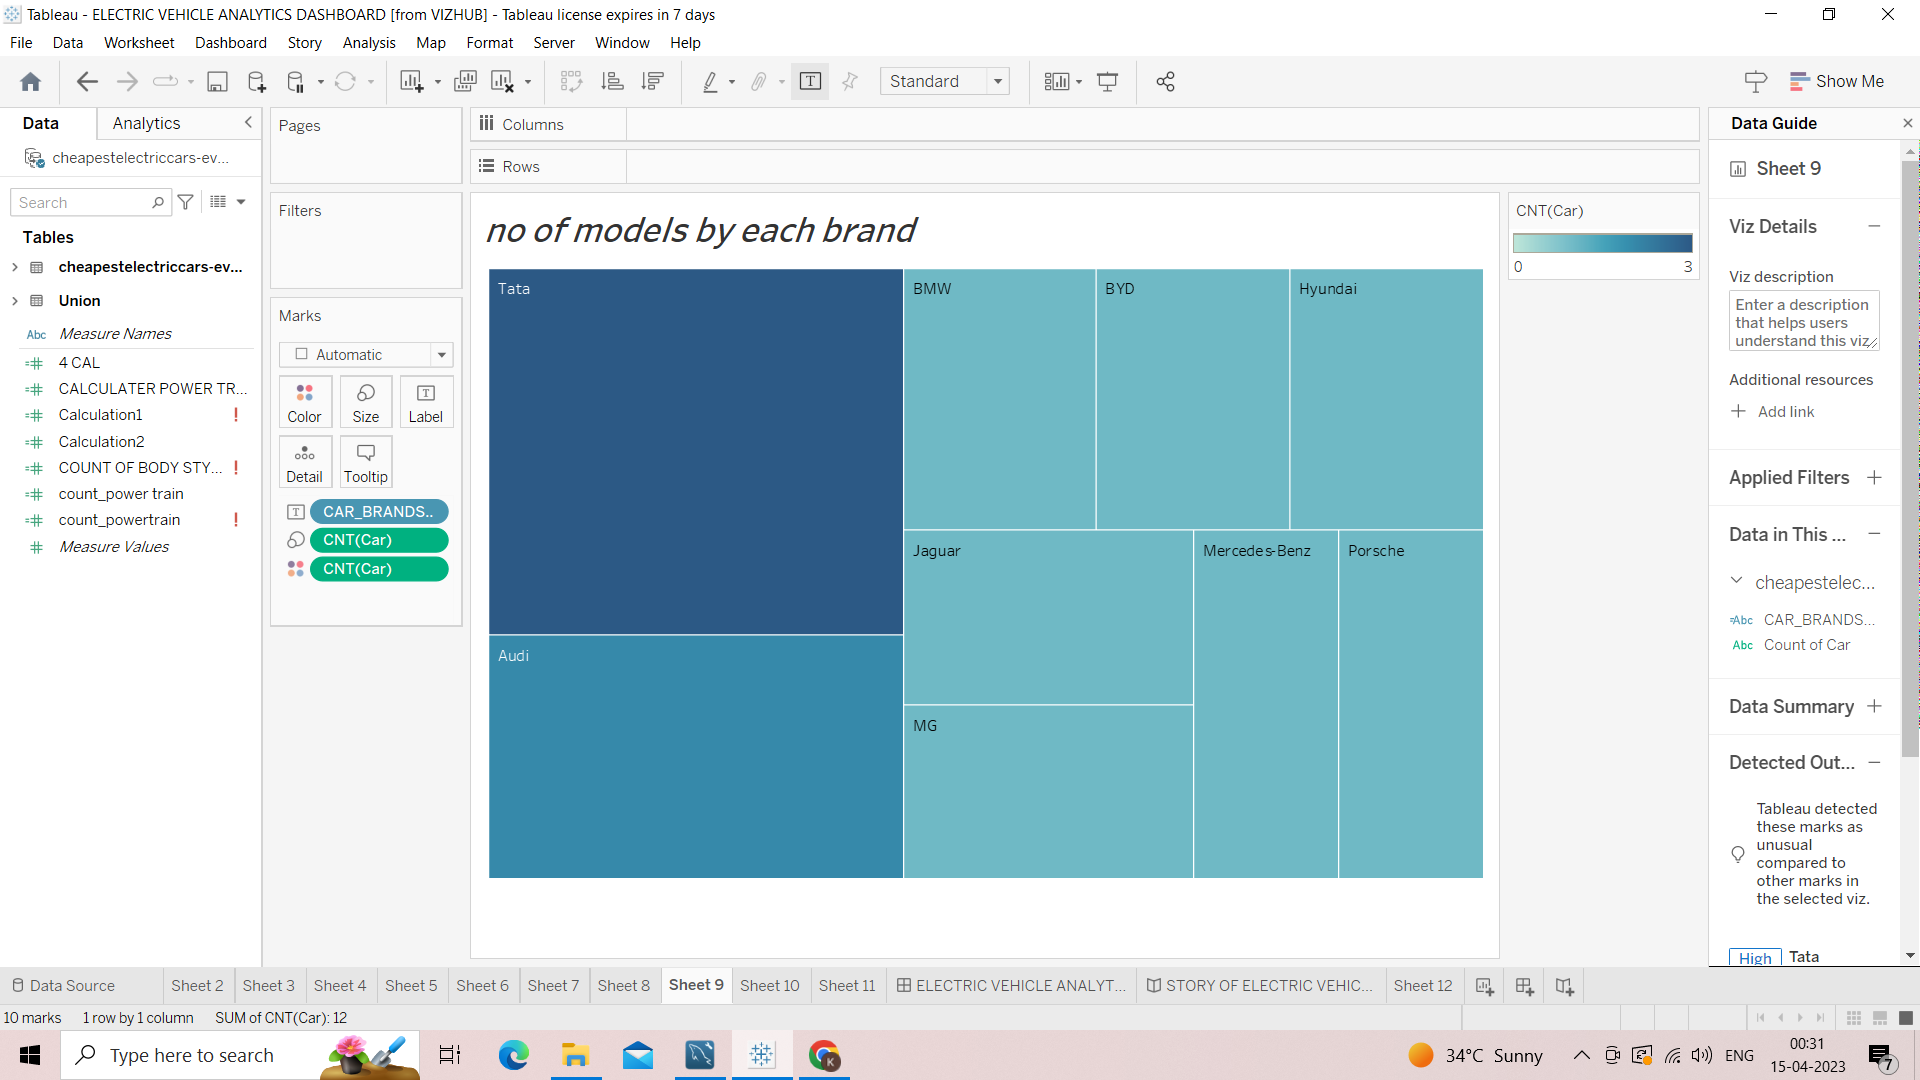 Tableau - ELECTRIC VEHICLE ANALYTICS DASHBOARD [from VIZHUB] - Tableau license expires in 7 days
File Data Worksheet Dashboard Story Analysis Map Format Server Window Help
Standard
Show Me
Data Analytics
Pages
Columns
Data Guide
cheapestelectriccars-ev...
Rows
Sheet 9
Search
Filters
Tables
cheapestelectriccars-ev...
Union
Abc Measure Names
4 CAL
CALCULATER POWER TR...
Calculation1 !
Calculation2
COUNT OF BODY STY... !
count_power train
count_powertrain !
Measure Values
Marks
Automatic
Color Size Label
Detail Tooltip
CAR_BRANDS..
CNT(Car)
CNT(Car)
no of models by each brand
Tata
BMW
BYD
Hyundai
Jaguar
Mercedes-Benz
Porsche
Audi
MG
CNT(Car)
0 3
Viz Details
Viz description
Enter a description
that helps users
understand this viz
Additional resources
Add link
Applied Filters
Data in This ...
cheapestelec...
Abc CAR_BRANDS...
Abc Count of Car
Data Summary
Detected Out...
Tableau detected
these marks as
unusual
compared to
other marks in
the selected viz.
High Tata
Data Source Sheet 2 Sheet 3 Sheet 4 Sheet 5 Sheet 6 Sheet 7 Sheet 8 Sheet 9 Sheet 10 Sheet 11 ELECTRIC VEHICLE ANALYT... STORY OF ELECTRIC VEHIC... Sheet 12
10 marks 1 row by 1 column SUM of CNT(Car): 12
Type here to search
K
34°C Sunny
ENG
00:31
15-04-2023
7